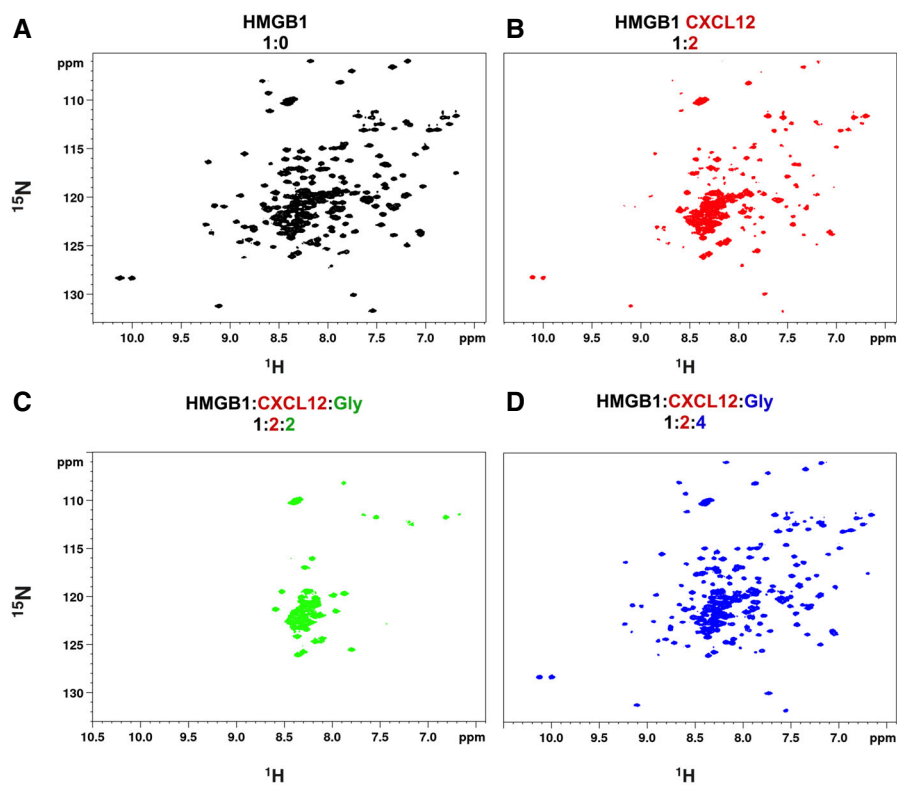 A
HMGB1
1:0
ppm
110
115
120
125
130
15N
10.0 9.5 9.0 8.5 8.0 7.5 7.0 ppm
1H
B
HMGB1 CXCL12
1:2
10.0 9.5 9.0 8.5 8.0 7.5 7.0 ppm
1H
C
HMGB1:CXCL12:Gly
1:2:2
ppm
110
115
120
125
130
15N
10.5 10.0 9.5 9.0 8.5 8.0 7.5 7.0 ppm
1H
D
HMGB1:CXCL12:Gly
1:2:4
10.0 9.5 9.0 8.5 8.0 7.5 7.0 ppm
1H